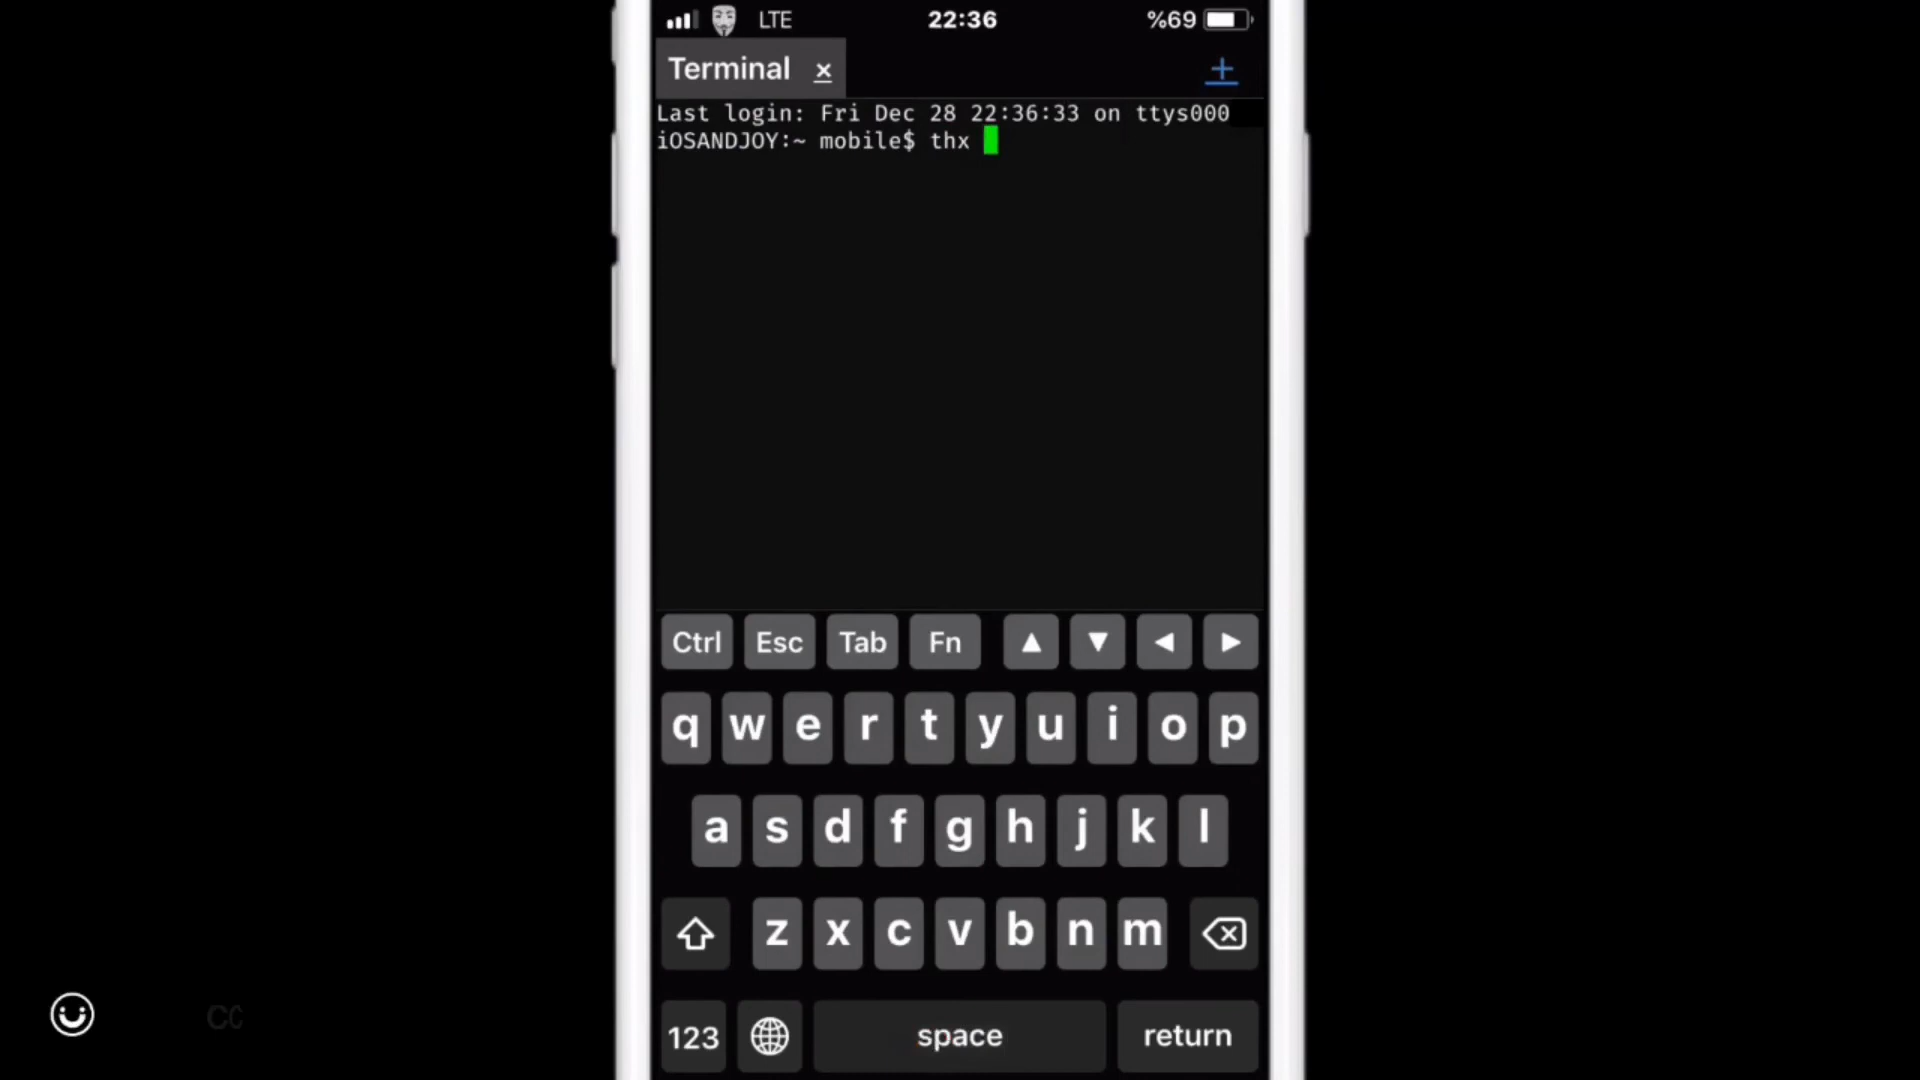 LTE 22:36 %69
Terminal x +
Last login: Fri Dec 28 22:36:33 on ttys000
iOSANDJOY:~ mobile$ thx
Ctrl Esc Tab Fn ▲ ▼ ◀ ▶
q w e r t y u i o p
a s d f g h j k l
z x c v b n m
123 space return